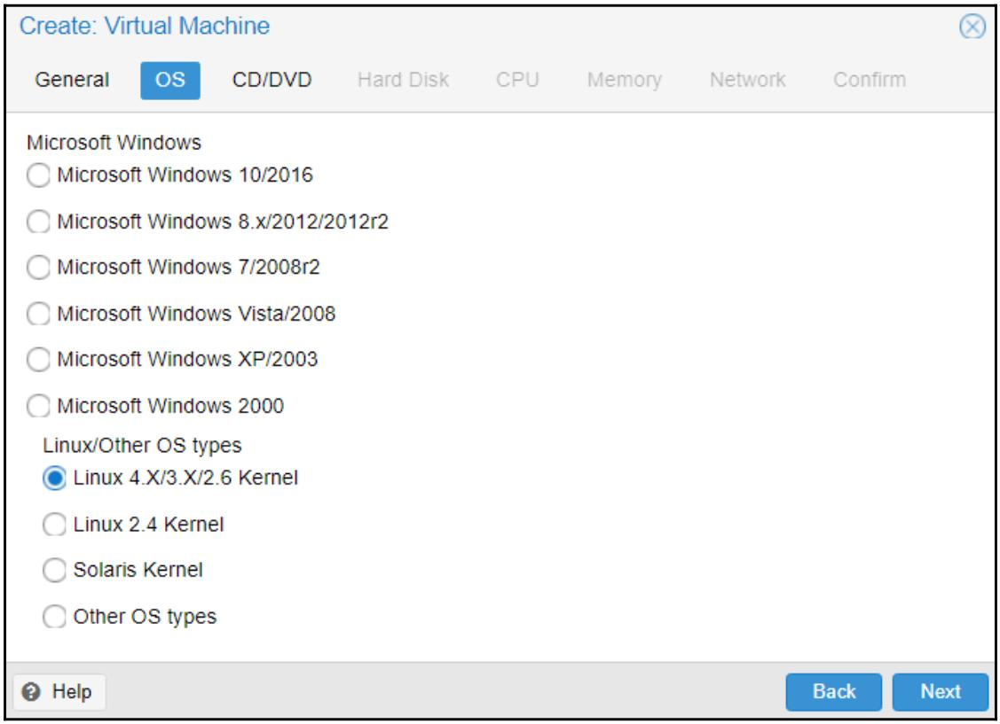 Create: Virtual Machine
General OS CD/DVD Hard Disk CPU Memory Network Confirm
Microsoft Windows
Microsoft Windows 10/2016
Microsoft Windows 8.x/2012/2012r2
Microsoft Windows 7/2008r2
Microsoft Windows Vista/2008
Microsoft Windows XP/2003
Microsoft Windows 2000
Linux/Other OS types
Linux 4.X/3.X/2.6 Kernel
Linux 2.4 Kernel
Solaris Kernel
Other OS types
? Help Back Next